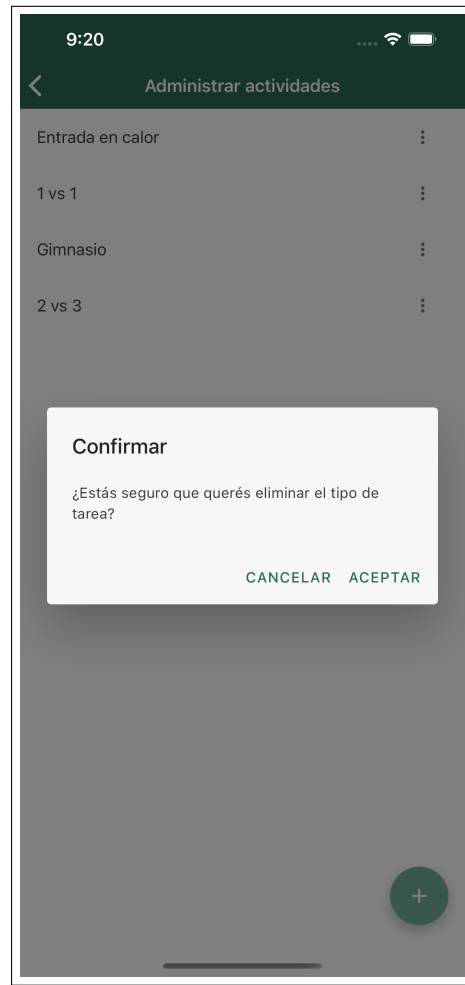 9:20
Administrar actividades
Entrada en calor
1 vs 1
Gimnasio
2 vs 3
Confirmar
¿Estás seguro que querés eliminar el tipo de
tarea?
CANCELAR ACEPTAR
+